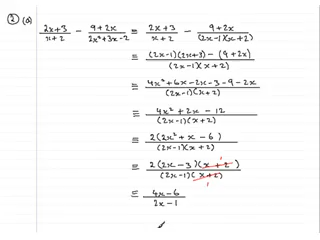 ② (a) (2x+3)/(x+2) - (9+2x)/(2x²+3x-2) ≡ (2x+3)/(x+2) - (9+2x)/((2x-1)(x+2))
≡ ((2x-1)(2x+3) - (9+2x))/((2x-1)(x+2))
≡ (4x²+6x-2x-3-9-2x)/((2x-1)(x+2))
≡ (4x²+2x-12)/((2x-1)(x+2))
≡ (2(2x²+x-6))/((2x-1)(x+2))
≡ (2(2x-3)(x+2))/((2x-1)(x+2))
≡ (4x-6)/(2x-1)